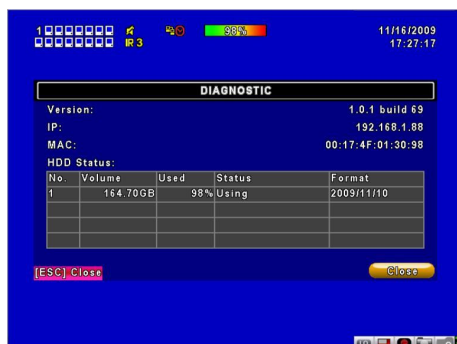 1 98% 11/16/2009
IR 3 17:27:17
DIAGNOSTIC
Version: 1.0.1 build 69
IP: 192.168.1.88
MAC: 00:17:4F:01:30:98
HDD Status:
No. Volume Used Status Format
1 164.70GB 98% Using 2009/11/10
[ESC] Close Close